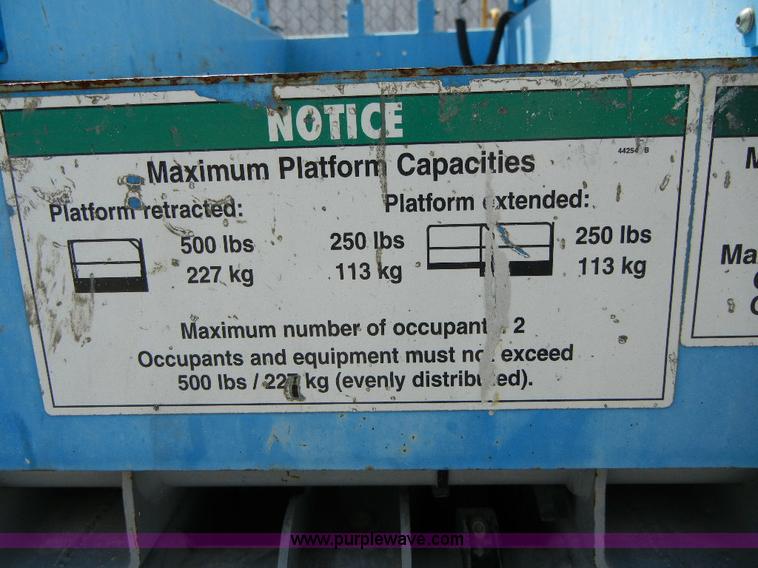 NOTICE
44254 B
Maximum Platform Capacities
Platform retracted:
Platform extended:
500 lbs
227 kg
250 lbs
113 kg
250 lbs
113 kg
Maximum number of occupants: 2
Occupants and equipment must not exceed
500 lbs / 227 kg (evenly distributed).
M
Ma
www.purplewave.com